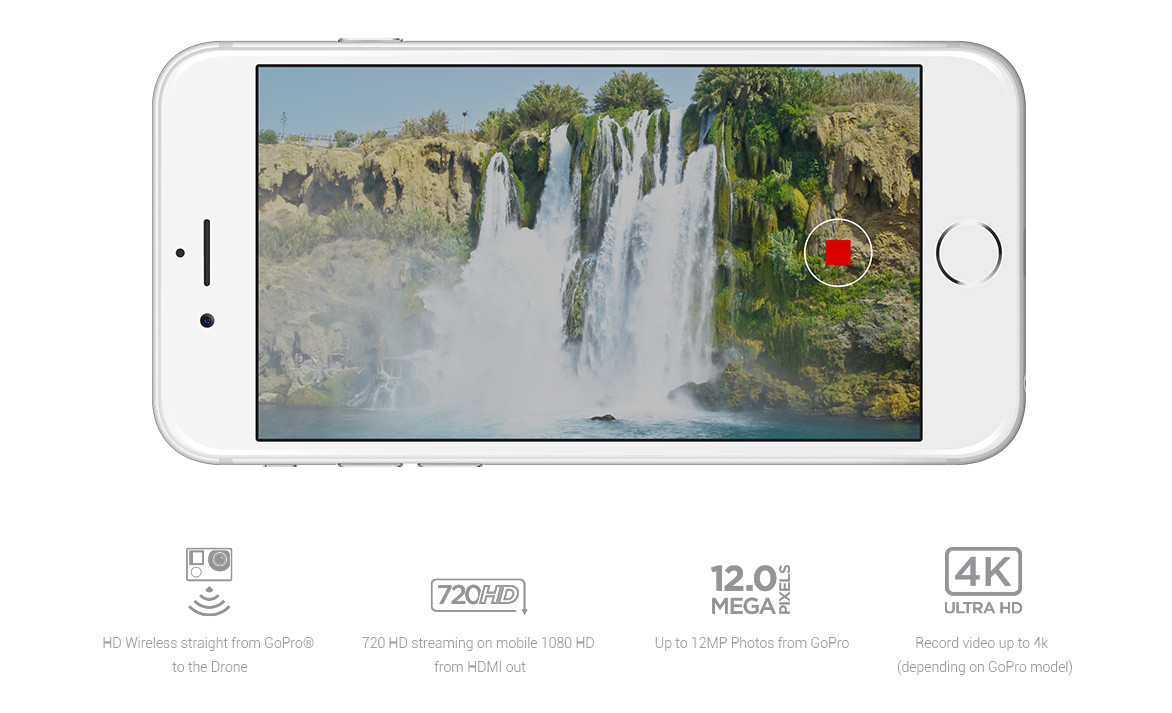 720HD
12.0
MEGA PIXELS
4K
ULTRA HD
HD Wireless straight from GoPro®
to the Drone
720 HD streaming on mobile 1080 HD
from HDMI out
Up to 12MP Photos from GoPro
Record video up to 4k
(depending on GoPro model)